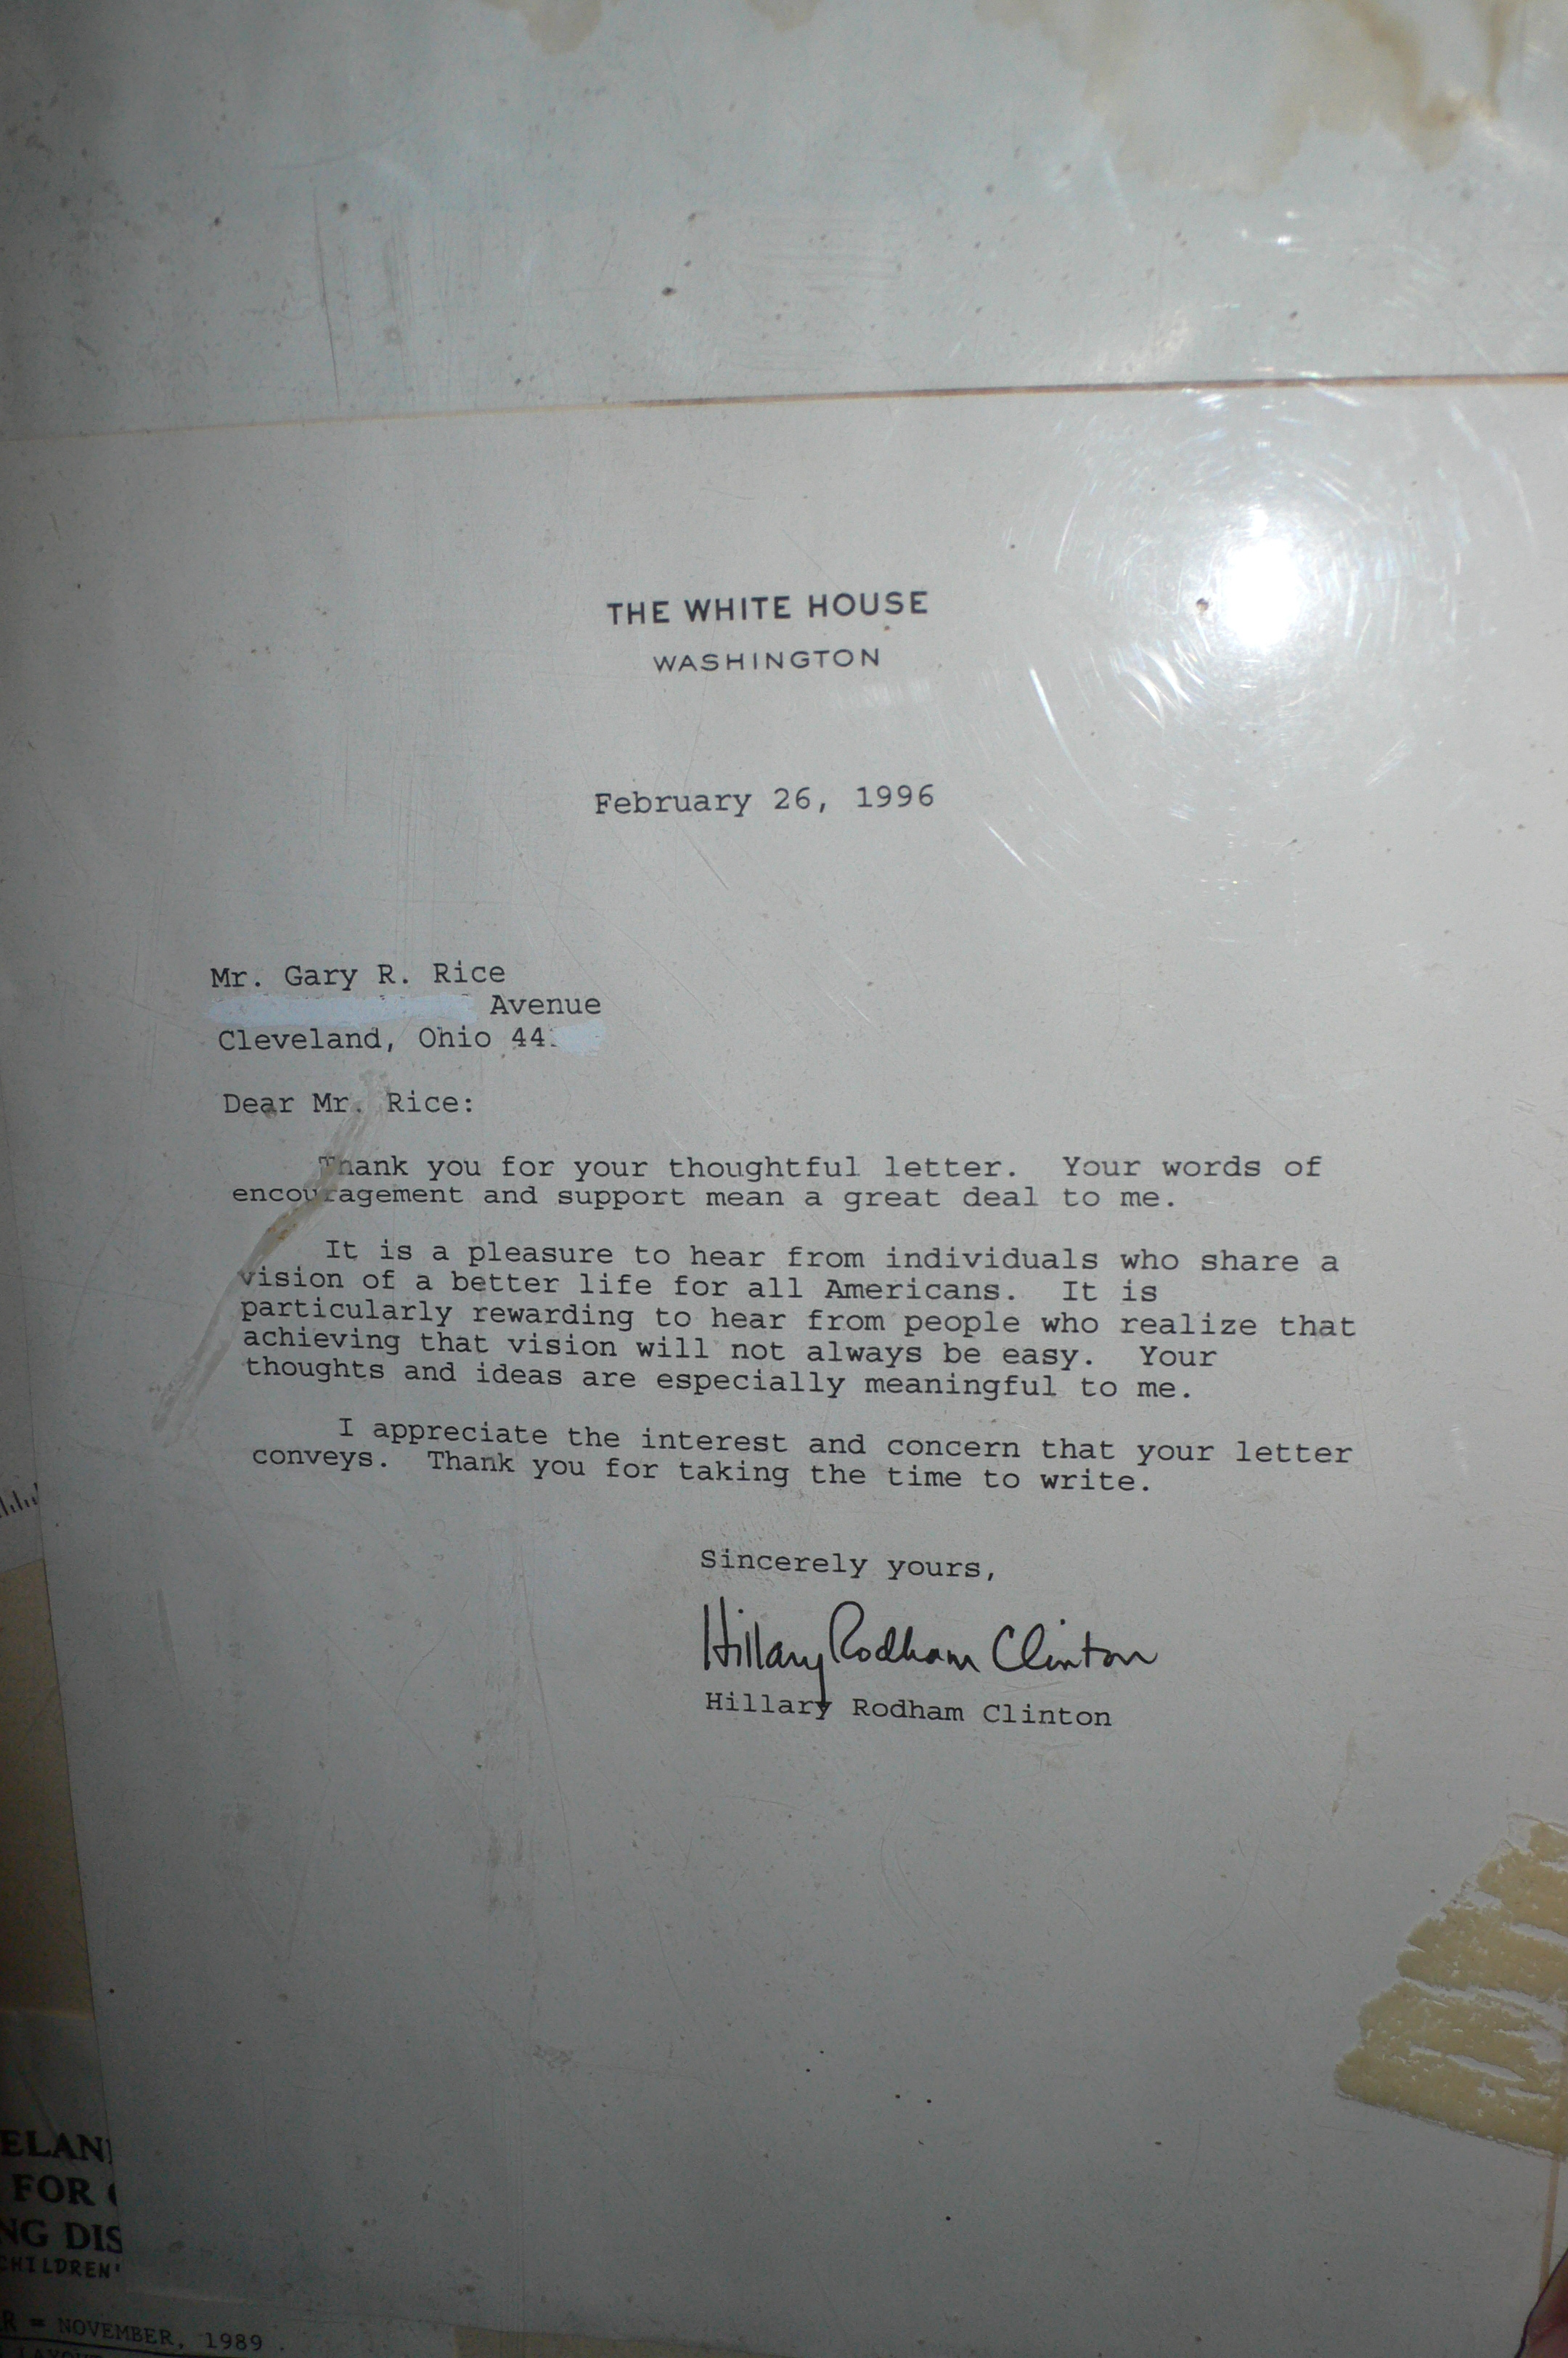 THE WHITE HOUSE
WASHINGTON
February 26, 1996
Mr. Gary R. Rice
Avenue
Cleveland, Ohio 44
Dear Mr. Rice:
Thank you for your thoughtful letter. Your words of
encouragement and support mean a great deal to me.
It is a pleasure to hear from individuals who share a
vision of a better life for all Americans. It is
particularly rewarding to hear from people who realize that
achieving that vision will not always be easy. Your
thoughts and ideas are especially meaningful to me.
I appreciate the interest and concern that your letter
conveys. Thank you for taking the time to write.
Sincerely yours,
Hillary Rodham Clinton
Hillary Rodham Clinton
ELAN
FOR
NG DIS
CHILDREN'
R = NOVEMBER, 1989